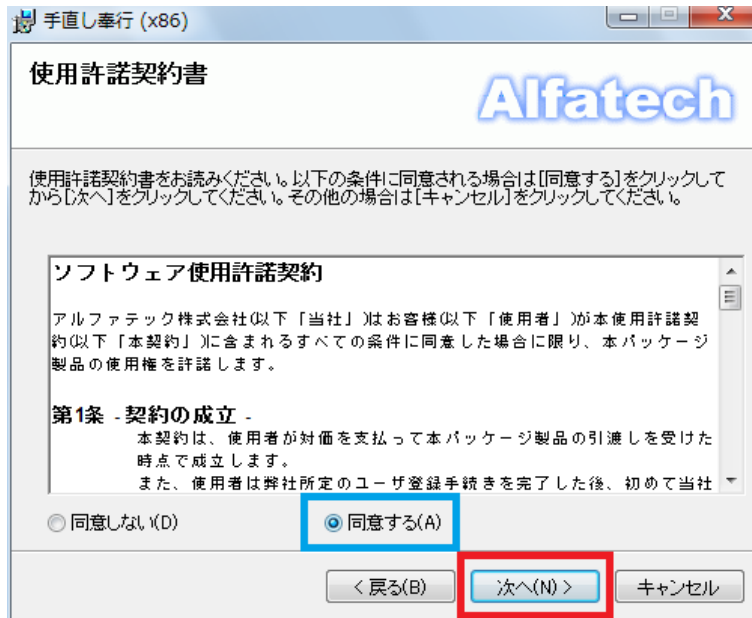 手直し奉行 (x86)
使用許諾契約書
Alfatech
使用許諾契約書をお読みください。以下の条件に同意される場合は[同意する]をクリックして
から[次へ]をクリックしてください。その他の場合は[キャンセル]をクリックしてください。
ソフトウェア使用許諾契約
アルファテック株式会社(以下「当社」)はお客様(以下「使用者」)が本使用許諾契
約(以下「本契約」)に含まれるすべての条件に同意した場合に限り、本パッケージ
製品の使用権を許諾します。
第1条 - 契約の成立 -
本契約は、使用者が対価を支払って本パッケージ製品の引渡しを受けた
時点で成立します。
また、使用者は弊社所定のユーザ登録手続きを完了した後、初めて当社
同意しない(D)
同意する(A)
< 戻る(B)
次へ(N) >
キャンセル